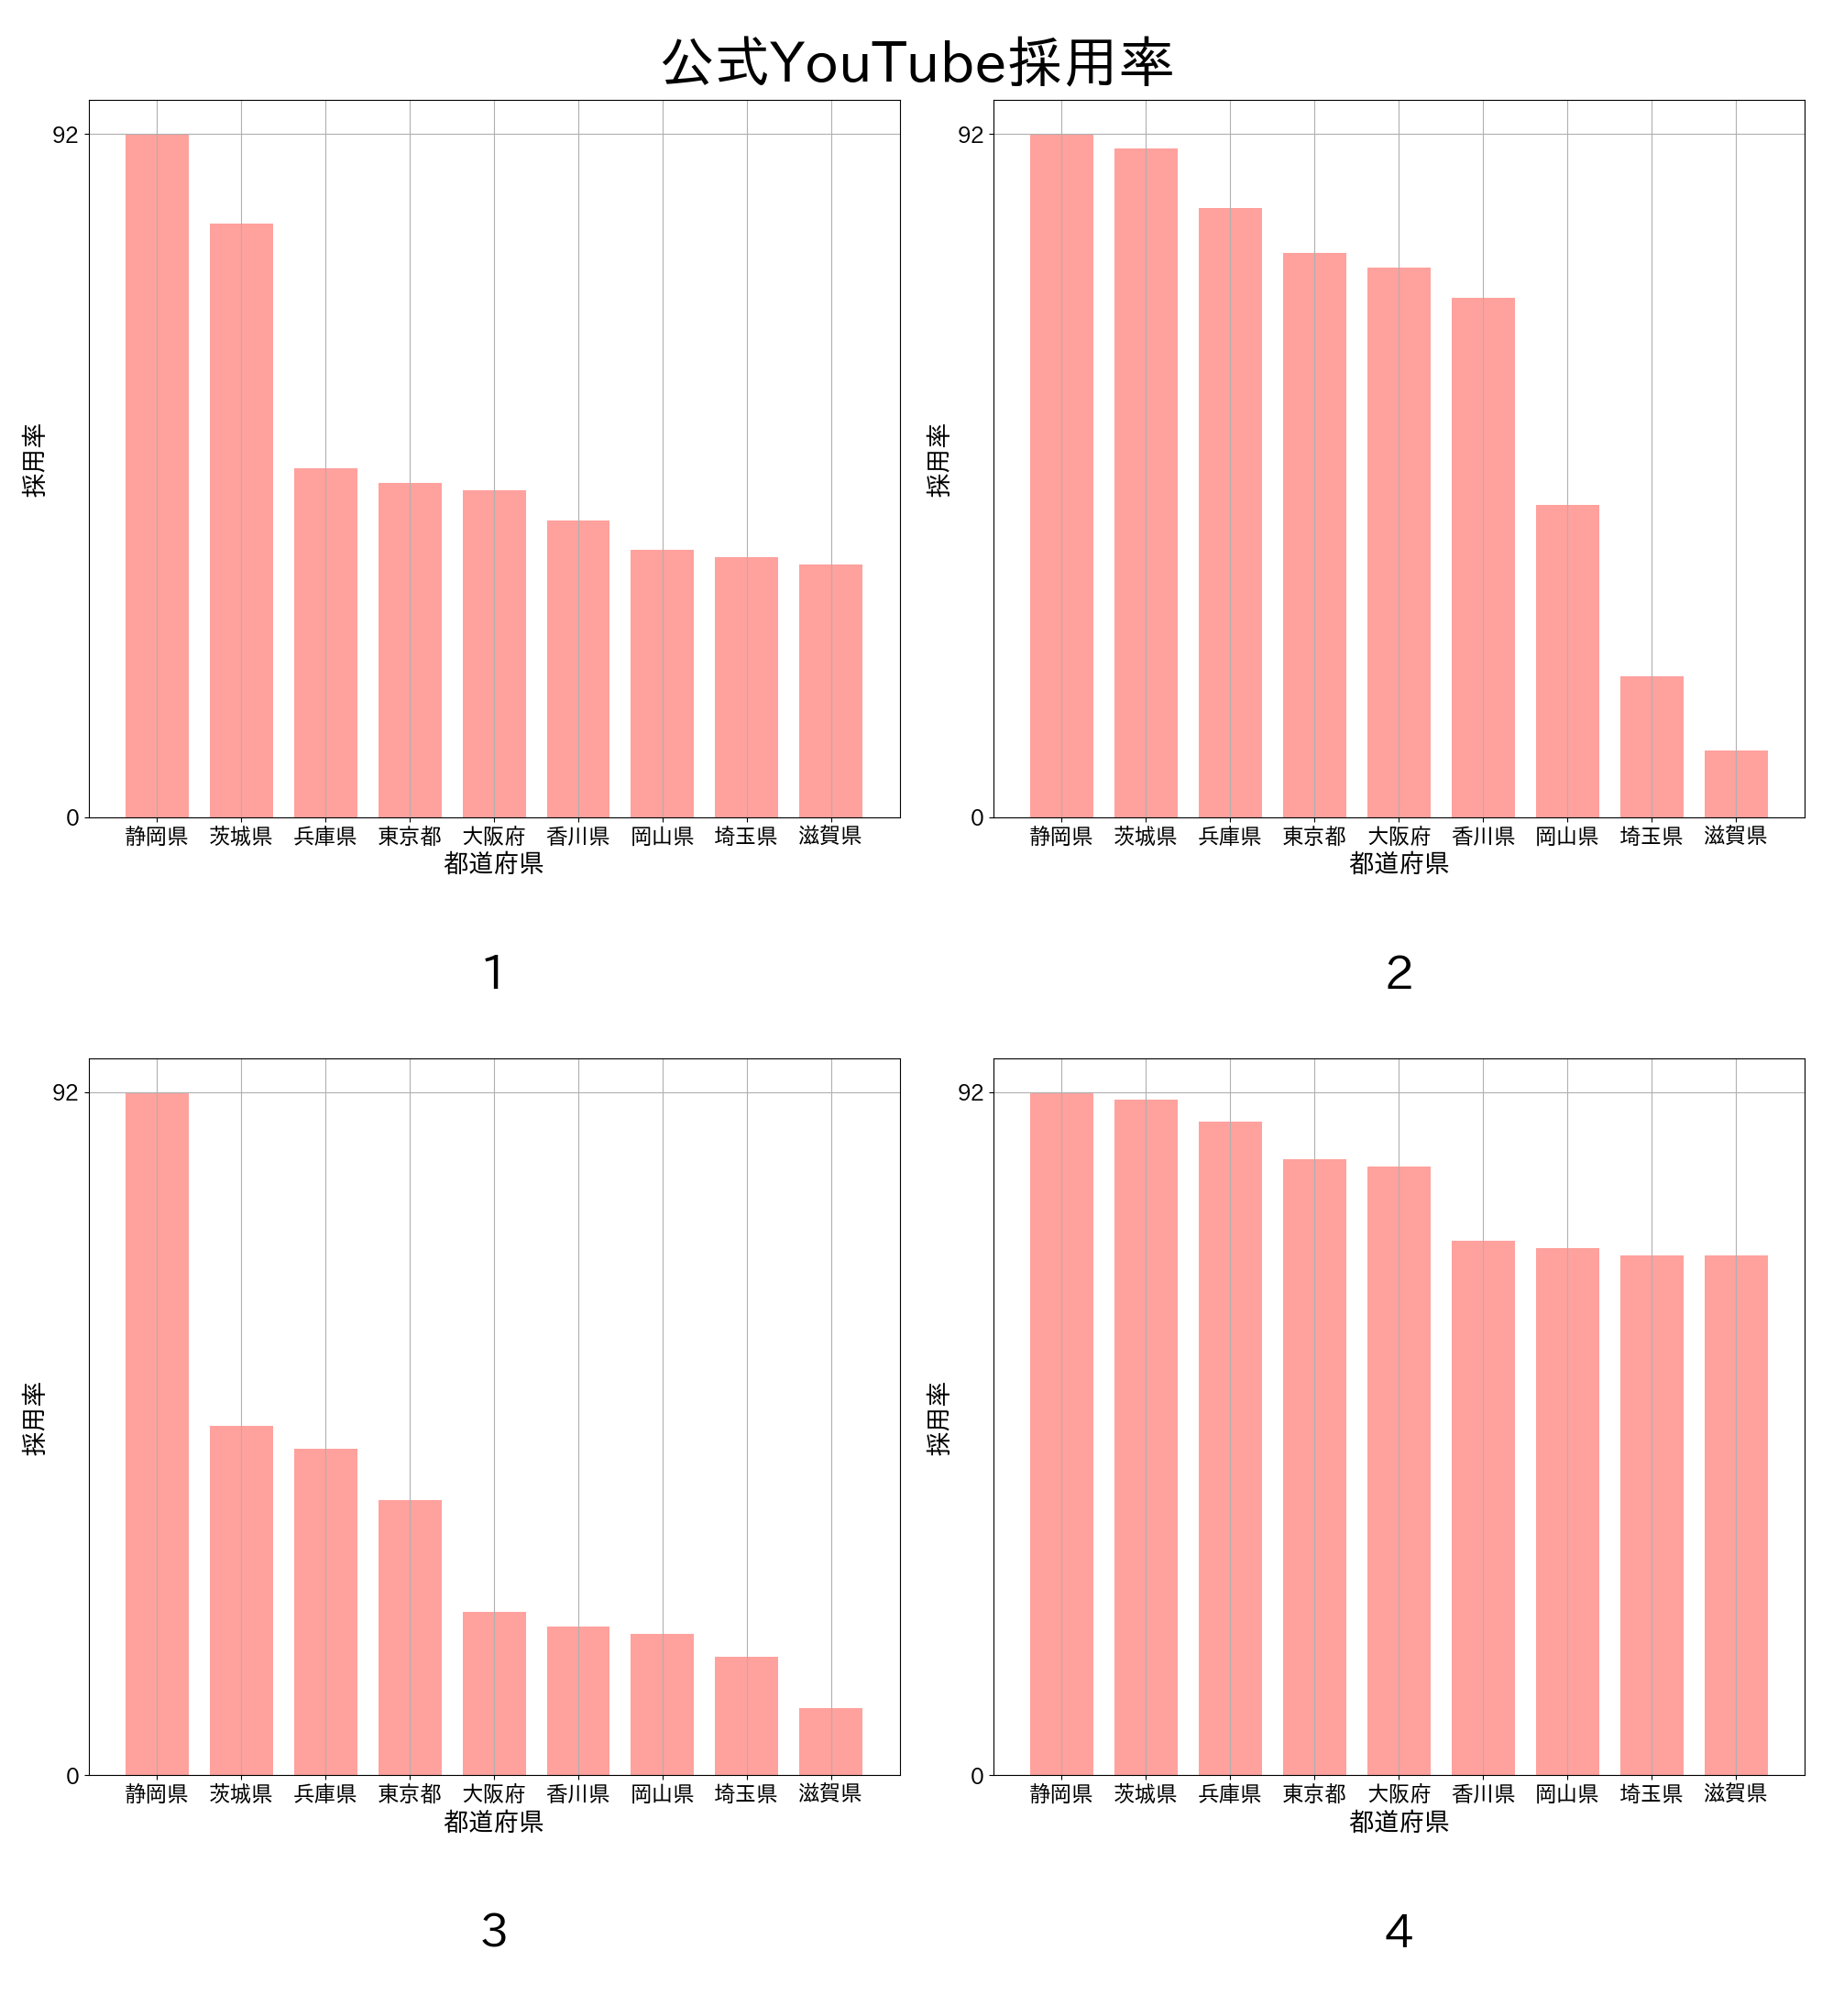 公式YouTube採用率
92
0
採用率
静岡県 茨城県 兵庫県 東京都 大阪府 香川県 岡山県 埼玉県 滋賀県
都道府県
1
92
0
採用率
静岡県 茨城県 兵庫県 東京都 大阪府 香川県 岡山県 埼玉県 滋賀県
都道府県
2
92
0
採用率
静岡県 茨城県 兵庫県 東京都 大阪府 香川県 岡山県 埼玉県 滋賀県
都道府県
3
92
0
採用率
静岡県 茨城県 兵庫県 東京都 大阪府 香川県 岡山県 埼玉県 滋賀県
都道府県
4